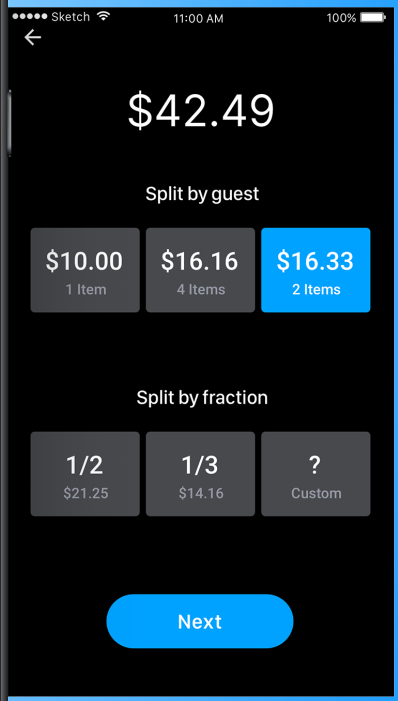 Sketch 11:00 AM 100%
$42.49
Split by guest
$10.00 $16.16 $16.33
1 Item 4 Items 2 Items
Split by fraction
1/2 1/3 ?
$21.25 $14.16 Custom
Next